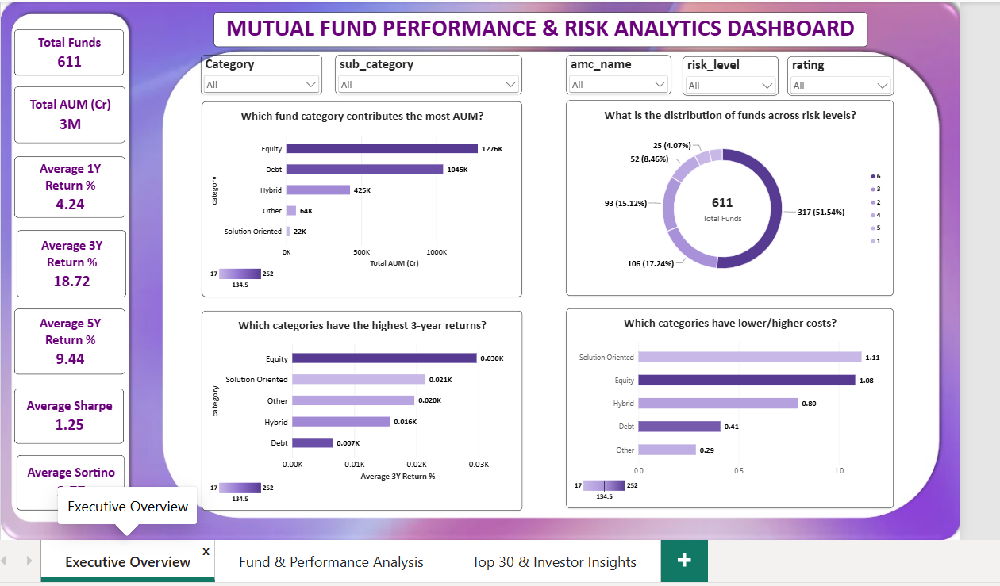 MUTUAL FUND PERFORMANCE & RISK ANALYTICS DASHBOARD
Total Funds
611
Total AUM (Cr)
3M
Average 1Y
Return %
4.24
Average 3Y
Return %
18.72
Average 5Y
Return %
9.44
Average Sharpe
1.25
Average Sortino
Category
All
sub_category
All
amc_name
All
risk_level
All
rating
All
Which fund category contributes the most AUM?
category
Equity
1276K
Debt
1045K
Hybrid
425K
Other
64K
Solution Oriented
22K
0K
500K
1000K
Total AUM (Cr)
17
252
134.5
What is the distribution of funds across risk levels?
25 (4.07%)
52 (8.46%)
93 (15.12%)
106 (17.24%)
317 (51.54%)
611
Total Funds
6
3
2
4
5
1
Which categories have the highest 3-year returns?
category
Equity
0.030K
Solution Oriented
0.021K
Other
0.020K
Hybrid
0.016K
Debt
0.007K
0.00K
0.01K
0.02K
0.03K
Average 3Y Return %
17
252
134.5
Which categories have lower/higher costs?
Solution Oriented
1.11
Equity
1.08
Hybrid
0.80
Debt
0.41
Other
0.29
0.0
0.5
1.0
17
252
134.5
Executive Overview
Executive Overview
x
Fund & Performance Analysis
Top 30 & Investor Insights
+